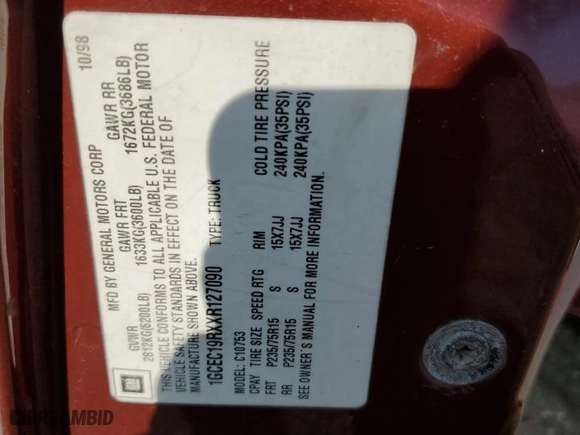 MFD BY GENERAL MOTORS CORP 10/98
GVWR GAWR FRT GAWR RR
2812KG(6200LB) 1633KG(3600LB) 1672KG(3686LB)
THIS VEHICLE CONFORMS TO ALL APPLICABLE U.S. FEDERAL MOTOR
VEHICLE SAFETY STANDARDS IN EFFECT ON THE DATE OF
MANUFACTURE SHOWN ABOVE.
1GCEC19RXXR127090 TYPE: TRUCK
MODEL: C10753
CPAY TIRE SIZE SPEED RTG RIM COLD TIRE PRESSURE
FRT P235/75R15 S 15X7JJ 240KPA(35PSI)
RR P235/75R15 S 15X7JJ 240KPA(35PSI)
SEE OWNER'S MANUAL FOR MORE INFORMATION.
GM
DREAMBID